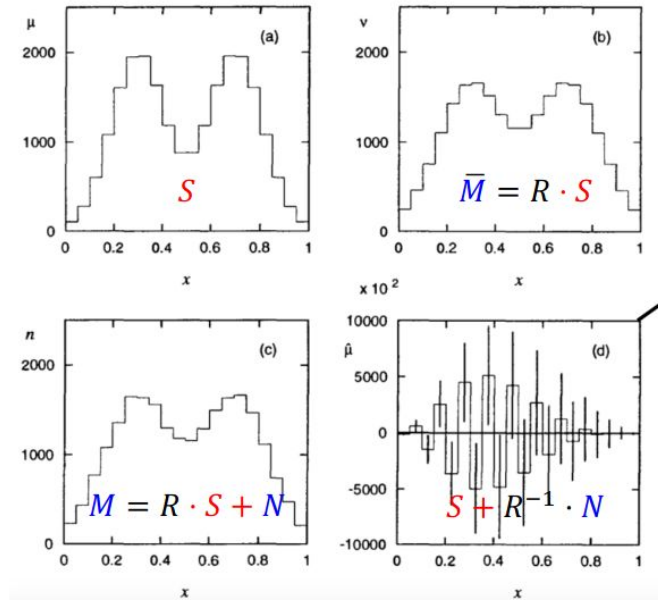 μ
(a)
2000
1000
0
S
0 0.2 0.4 0.6 0.8 1
x
ν
(b)
2000
1000
0
M̅ = R · S
0 0.2 0.4 0.6 0.8 1
x
n
(c)
2000
1000
0
M = R · S + N
0 0.2 0.4 0.6 0.8 1
x
x 10 ²
μ̂
(d)
10000
5000
0
-5000
-10000
S + R⁻¹ · N
0 0.2 0.4 0.6 0.8 1
x